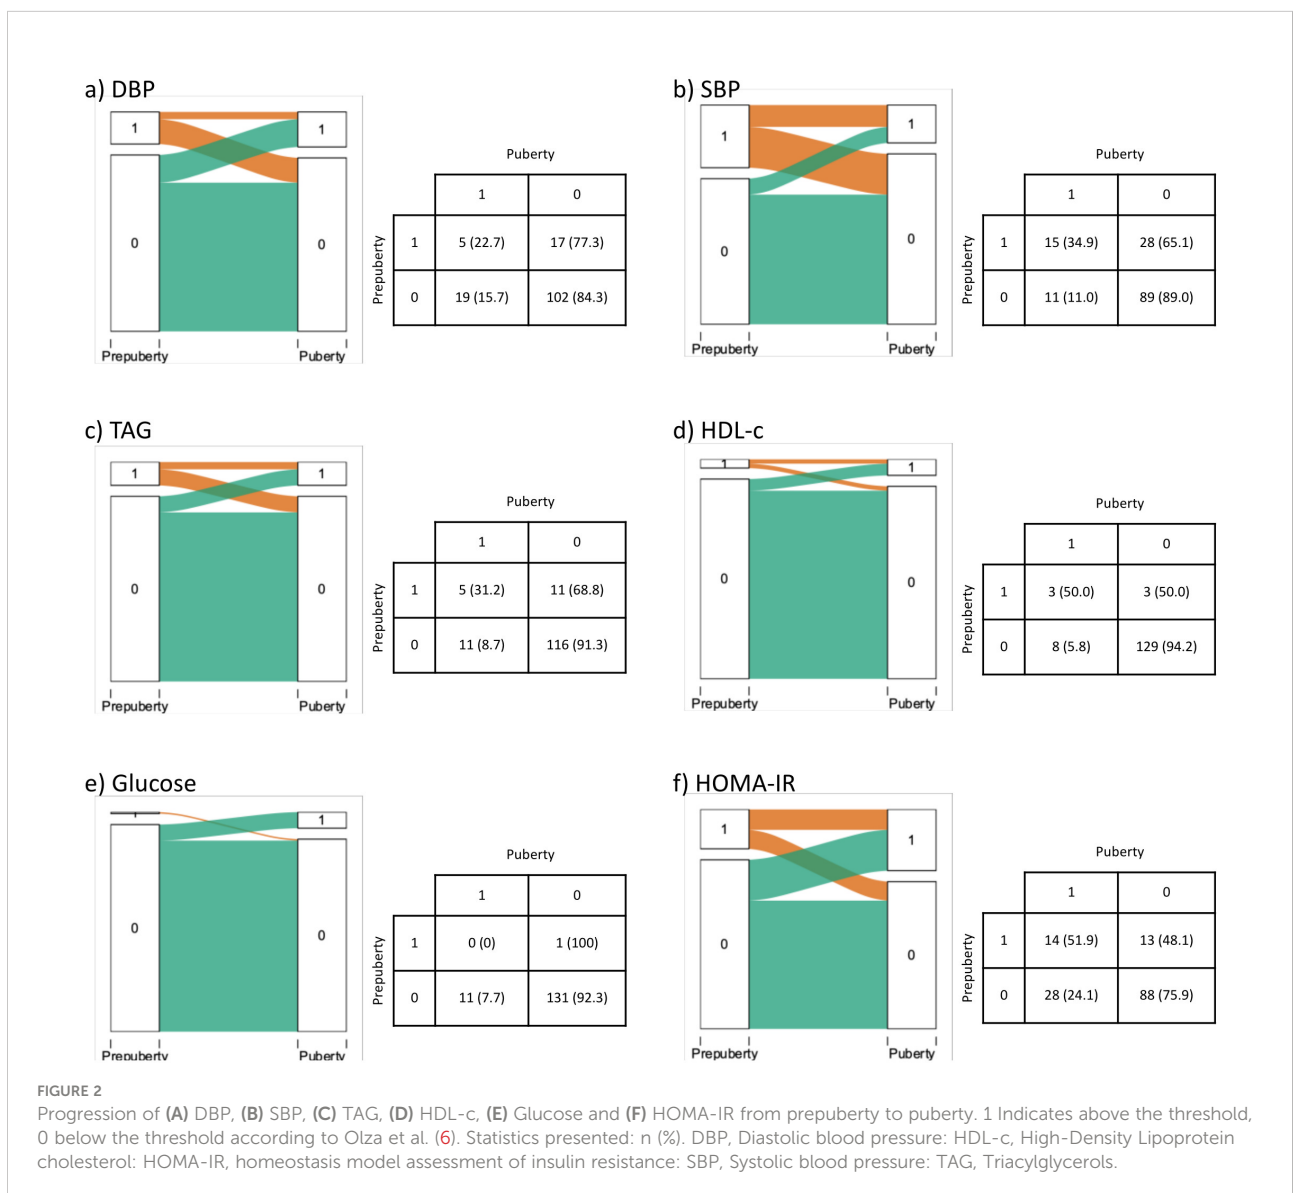 a) DBP
1
1
0
0
Prepuberty
Puberty
Puberty
1 0
Prepuberty
1 5 (22.7) 17 (77.3)
0 19 (15.7) 102 (84.3)
b) SBP
1
1
0
0
Prepuberty
Puberty
Puberty
1 0
Prepuberty
1 15 (34.9) 28 (65.1)
0 11 (11.0) 89 (89.0)
c) TAG
1
1
0
0
Prepuberty
Puberty
Puberty
1 0
Prepuberty
1 5 (31.2) 11 (68.8)
0 11 (8.7) 116 (91.3)
d) HDL-c
1
1
0
0
Prepuberty
Puberty
Puberty
1 0
Prepuberty
1 3 (50.0) 3 (50.0)
0 8 (5.8) 129 (94.2)
e) Glucose
1
1
0
0
Prepuberty
Puberty
Puberty
1 0
Prepuberty
1 0 (0) 1 (100)
0 11 (7.7) 131 (92.3)
f) HOMA-IR
1
1
0
0
Prepuberty
Puberty
Puberty
1 0
Prepuberty
1 14 (51.9) 13 (48.1)
0 28 (24.1) 88 (75.9)
FIGURE 2
Progression of (A) DBP, (B) SBP, (C) TAG, (D) HDL-c, (E) Glucose and (F) HOMA-IR from prepuberty to puberty. 1 Indicates above the threshold,
0 below the threshold according to Olza et al. (6). Statistics presented: n (%). DBP, Diastolic blood pressure: HDL-c, High-Density Lipoprotein
cholesterol: HOMA-IR, homeostasis model assessment of insulin resistance: SBP, Systolic blood pressure: TAG, Triacylglycerols.